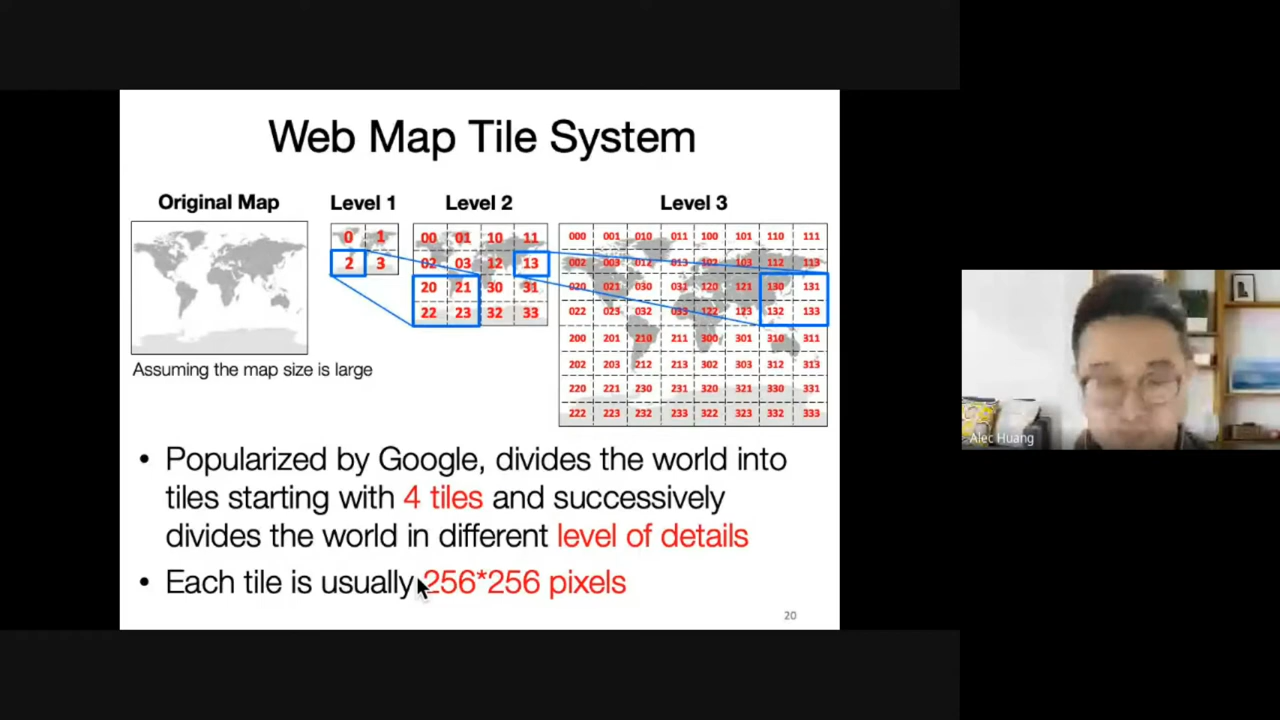 Web Map Tile System
Original Map
Level 1
Level 2
Level 3
0 1
2 3
00 01 10 11
02 03 12 13
20 21 30 31
22 23 32 33
000 001 010 011 100 101 110 111
002 003 012 013 102 103 112 113
020 021 030 031 120 121 130 131
022 023 032 033 122 123 132 133
200 201 210 211 300 301 310 311
202 203 212 213 302 303 312 313
220 221 230 231 320 321 330 331
222 223 232 233 322 323 332 333
Assuming the map size is large
• Popularized by Google, divides the world into
tiles starting with 4 tiles and successively
divides the world in different level of details
• Each tile is usually 256*256 pixels
20
Alec Huang